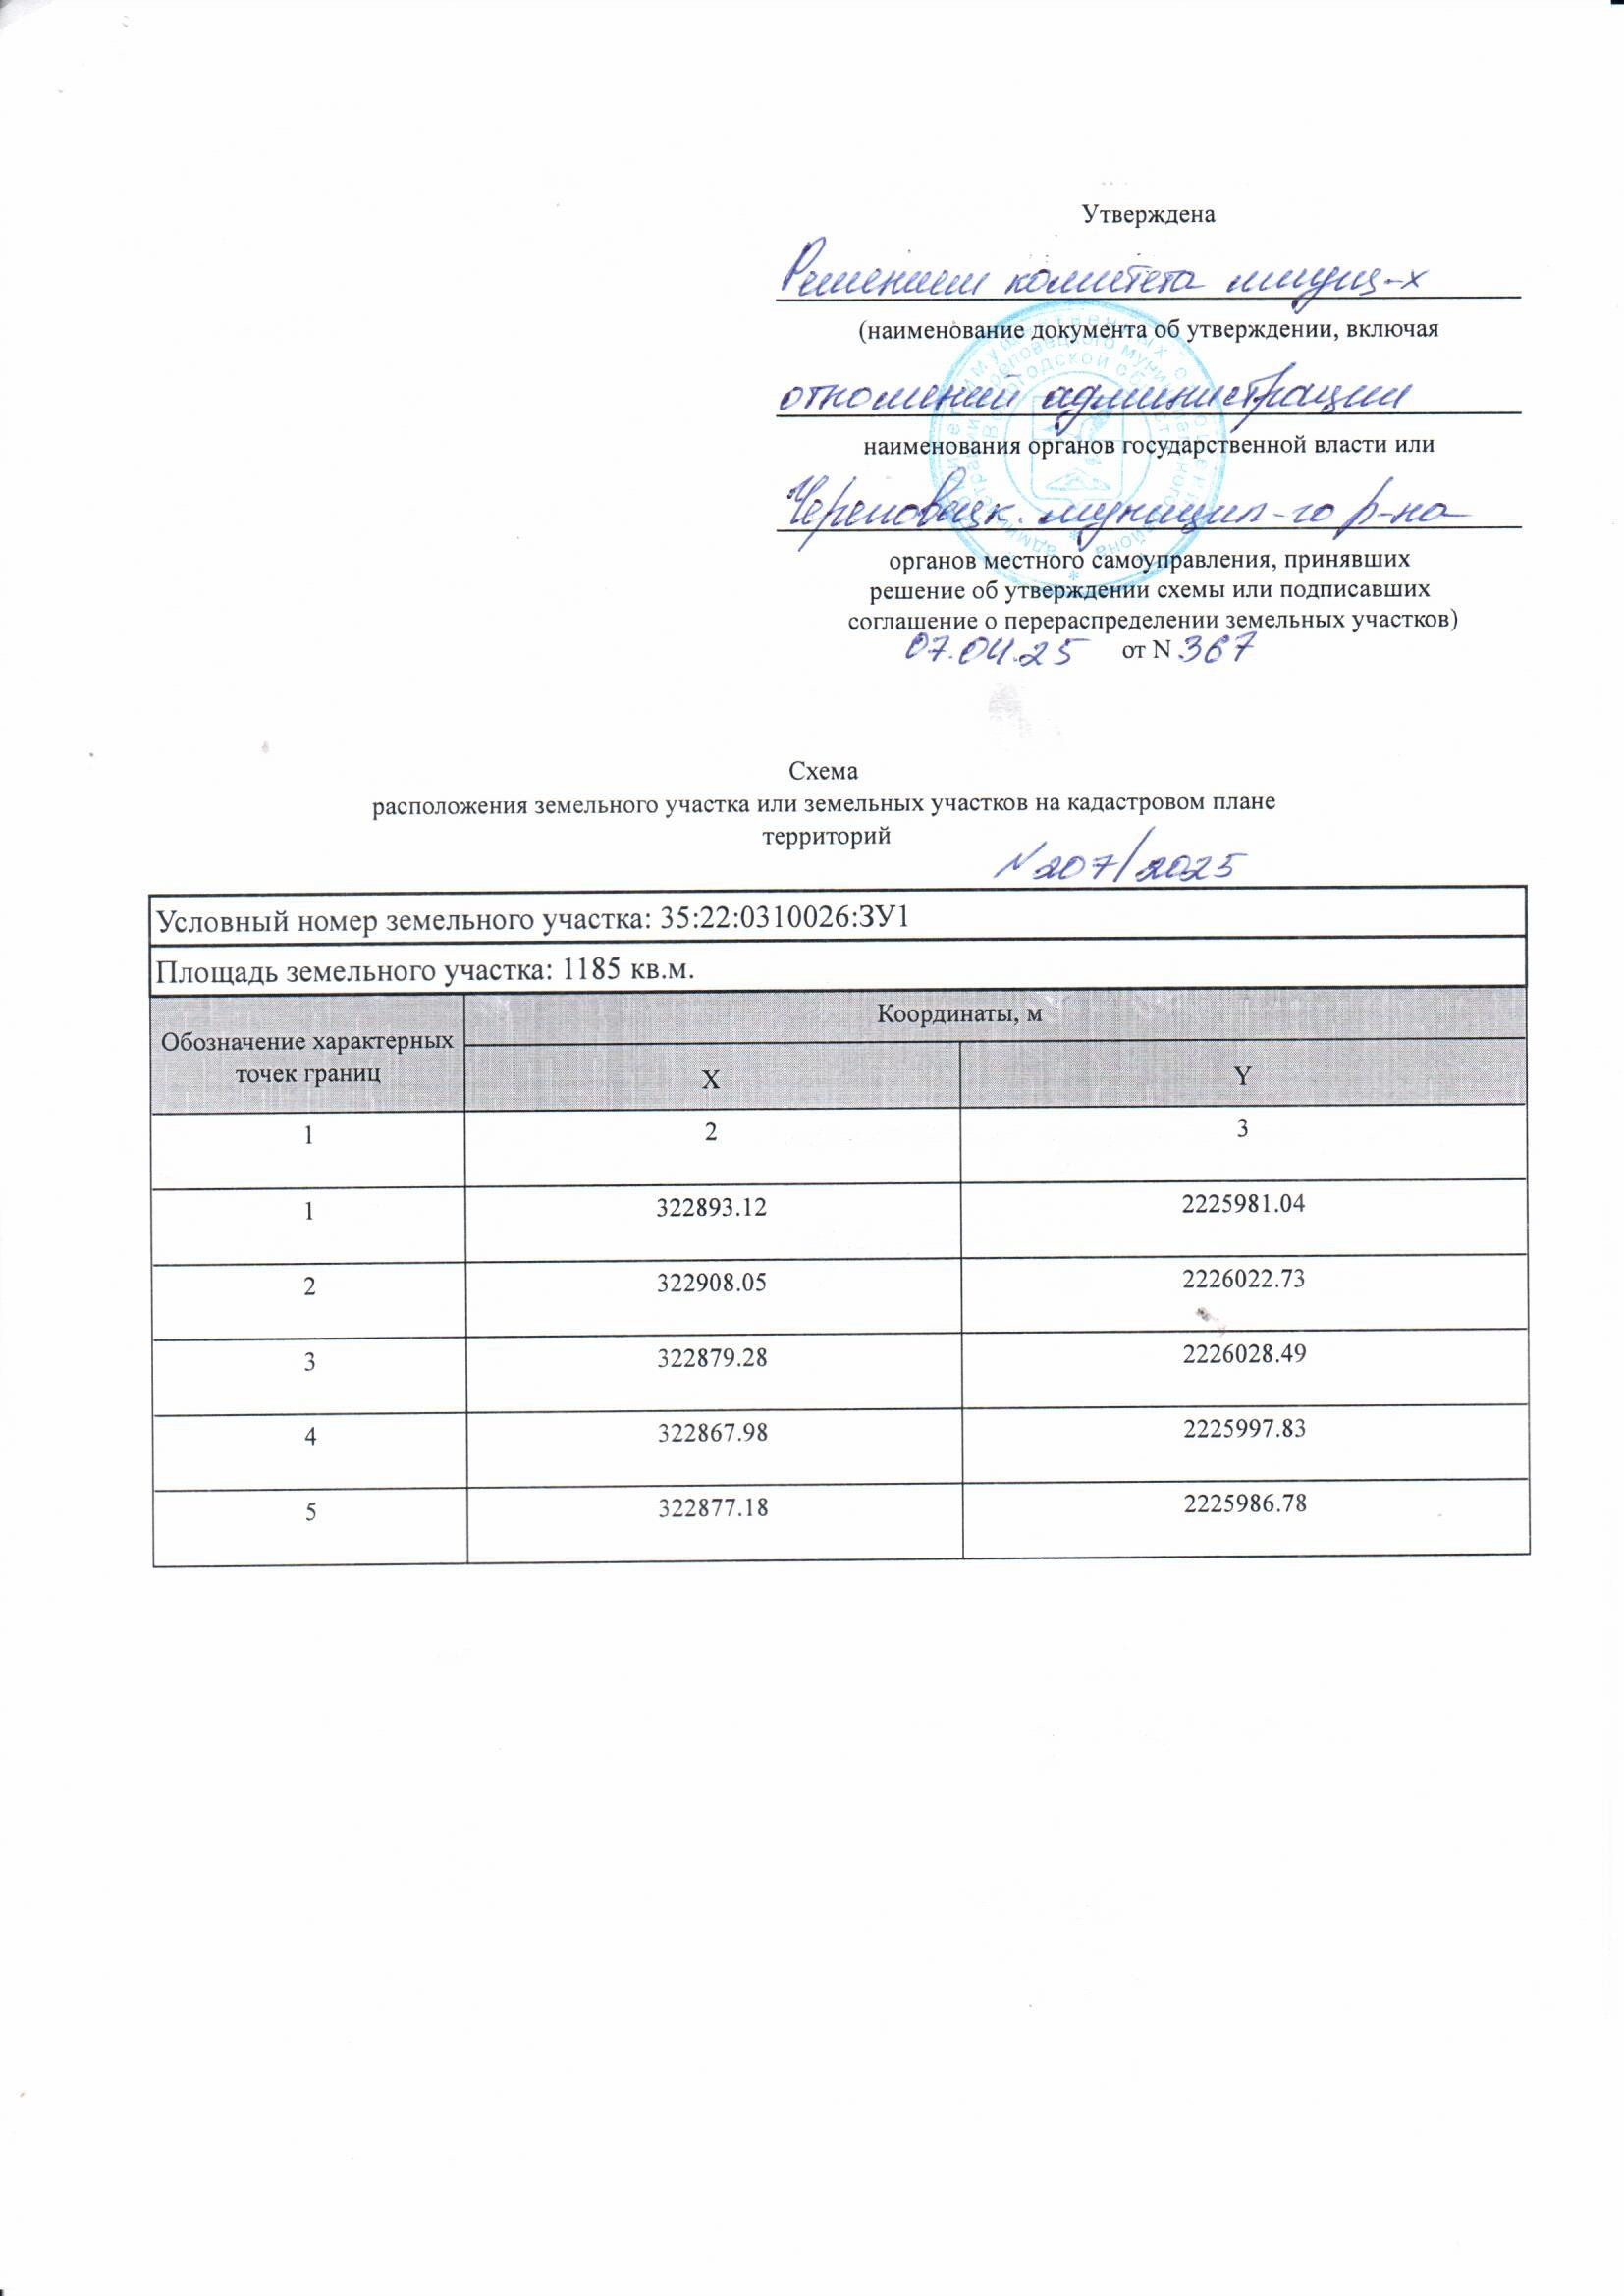 Утверждена
Решением комитета имущ-х
(наименование документа об утверждении, включая
отношений администрации
наименования органов государственной власти или
Череповецк. муницип-го р-на
органов местного самоуправления, принявших
решение об утверждении схемы или подписавших
соглашение о перераспределении земельных участков)
07.04.25 от N 367
Схема
расположения земельного участка или земельных участков на кадастровом плане
территорий
N 207/2025
Условный номер земельного участка: 35:22:0310026:ЗУ1
Площадь земельного участка: 1185 кв.м.
Обозначение характерных
точек границ
Координаты, м
X Y
1 2 3
1 322893.12 2225981.04
2 322908.05 2226022.73
3 322879.28 2226028.49
4 322867.98 2225997.83
5 322877.18 2225986.78